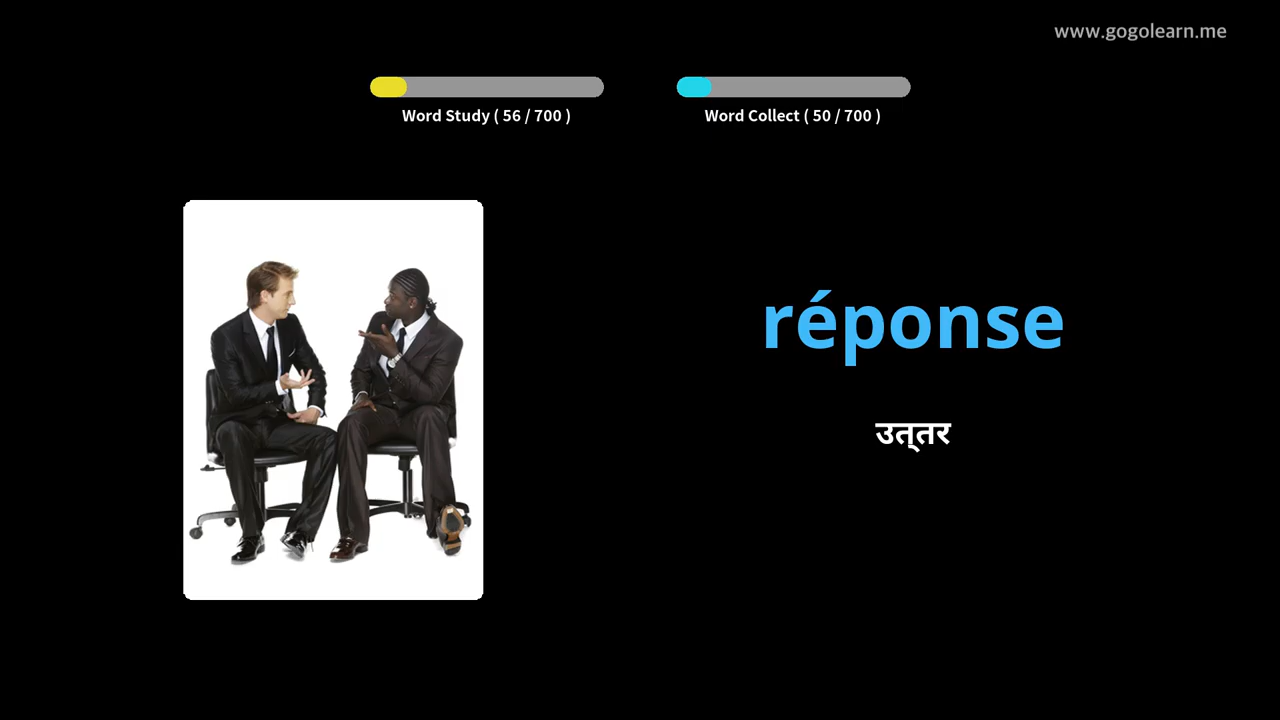 www.gogolearn.me
Word Study ( 56 / 700 )
Word Collect ( 50 / 700 )
réponse
उत्तर